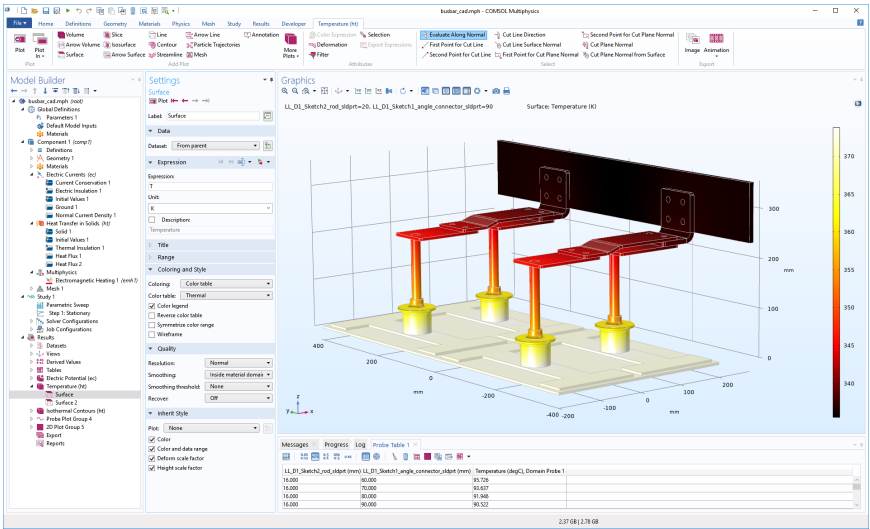 busbar_cad.mph - COMSOL Multiphysics
File Home Definitions Geometry Materials Physics Mesh Study Results Developer Temperature (ht)
Plot
Plot In
Volume
Arrow Volume
Surface
Slice
Isosurface
Arrow Surface
Line
Contour
Streamline
Arrow Line
Particle Trajectories
Mesh
Annotation
More Plots
Color Expression
Deformation
Filter
Selection
Export Expressions
Evaluate Along Normal
First Point for Cut Line
Second Point for Cut Line
Cut Line Direction
Cut Line Surface Normal
First Point for Cut Plane Normal
Second Point for Cut Plane Normal
Cut Plane Normal
Cut Plane Normal from Surface
Image
Animation
Plot Add Plot Attributes Select Export
Model Builder
busbar_cad.mph (root)
Global Definitions
Parameters 1
Default Model Inputs
Materials
Component 1 (comp1)
Definitions
Geometry 1
Materials
Electric Currents (ec)
Current Conservation 1
Electric Insulation 1
Initial Values 1
Ground 1
Normal Current Density 1
Heat Transfer in Solids (ht)
Solid 1
Initial Values 1
Thermal Insulation 1
Heat Flux 1
Heat Flux 2
Multiphysics
Electromagnetic Heating 1 (emh1)
Mesh 1
Study 1
Parametric Sweep
Step 1: Stationary
Solver Configurations
Job Configurations
Results
Datasets
Views
Derived Values
Tables
Electric Potential (ec)
Temperature (ht)
Surface
Surface 2
Isothermal Contours (ht)
Probe Plot Group 4
2D Plot Group 5
Export
Reports
Settings
Surface
Plot
Label: Surface
Data
Dataset: From parent
Expression
Expression:
T
Unit:
K
Description:
Temperature
Title
Range
Coloring and Style
Coloring: Color table
Color table: Thermal
Color legend
Reverse color table
Symmetrize color range
Wireframe
Quality
Resolution: Normal
Smoothing: Inside material domain
Smoothing threshold: None
Recover: Off
Inherit Style
Plot: None
Color
Color and data range
Deform scale factor
Height scale factor
Graphics
LL_D1_Sketch2_rod_sldprt=20, LL_D1_Sketch1_angle_connector_sldprt=90 Surface: Temperature (K)
370
365
360
355
350
345
340
300
200
mm
100
0
400
200
0
mm
-200
-400
-200
-100
0
mm
100
200
z
y
x
Messages Progress Log Probe Table 1
LL_D1_Sketch2_rod_sldprt (mm) LL_D1_Sketch1_angle_connector_sldprt (mm) Temperature (degC), Domain Probe 1
16.000 60.000 95.726
16.000 70.000 93.637
16.000 80.000 91.946
16.000 90.000 90.522
2.37 GB | 2.78 GB